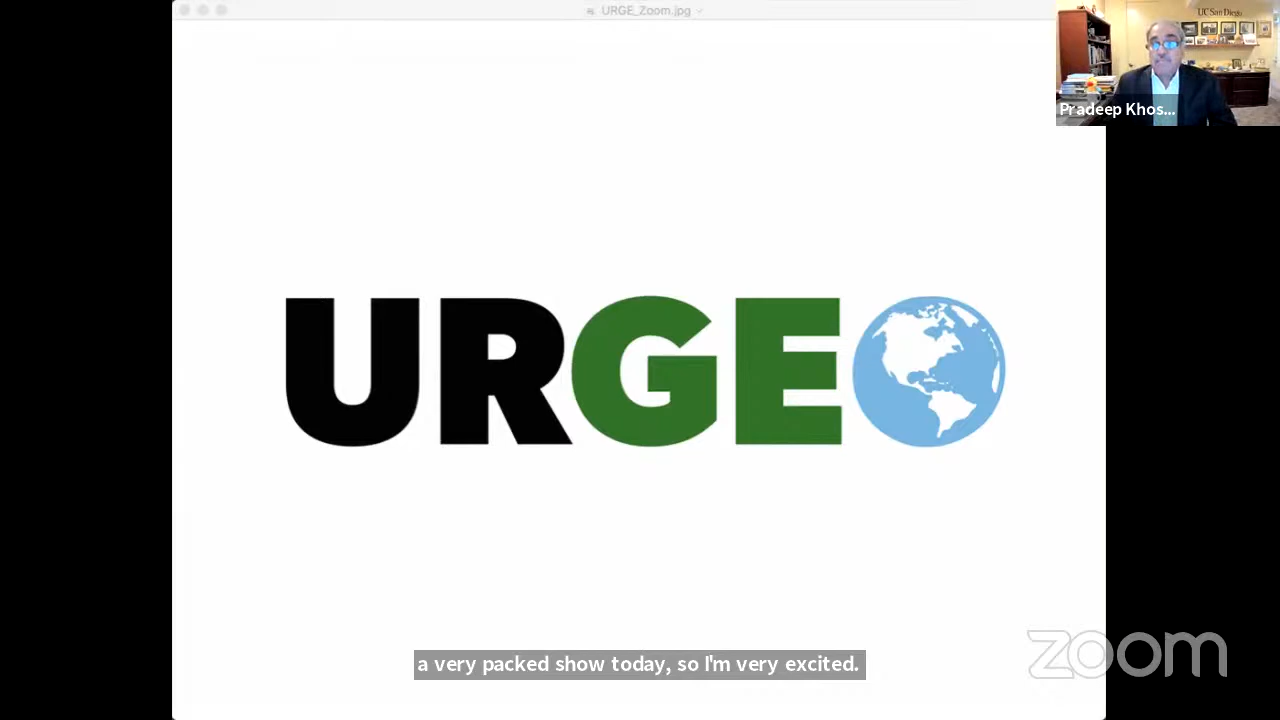 URGE_Zoom.jpg
UC San Diego
Pradeep Khos...
URGE
a very packed show today, so I'm very excited.
zoom